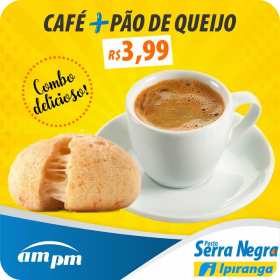 CAFÉ + PÃO DE QUEIJO
R$ 3,99
Combo
delicioso!
am pm
Posto
Serra Negra
Ipiranga